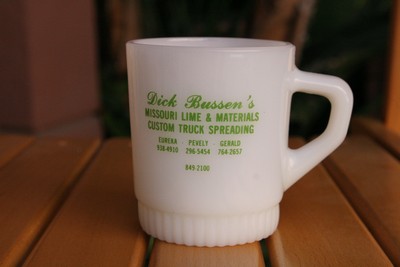 Dick Bussen's
MISSOURI LIME & MATERIALS
CUSTOM TRUCK SPREADING
EUREKA PEVELY GERALD
938-4910 296-5454 764-2657
849-2100